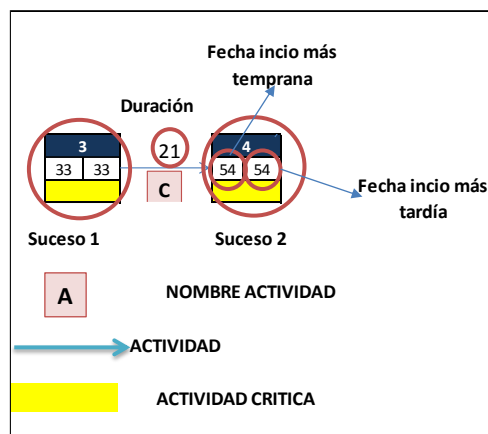 Fecha incio más
temprana
Duración
3
21
4
33 33
54 54
C
Fecha incio más
tardía
Suceso 1
Suceso 2
A
NOMBRE ACTIVIDAD
ACTIVIDAD
ACTIVIDAD CRITICA